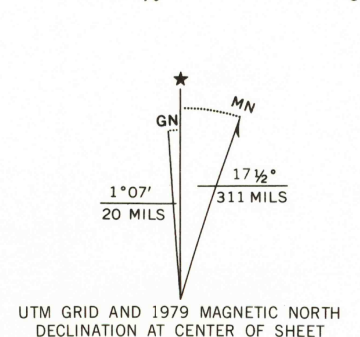 ★
MN
GN
1°07′
20 MILS
17½°
311 MILS
UTM GRID AND 1979 MAGNETIC NORTH
DECLINATION AT CENTER OF SHEET